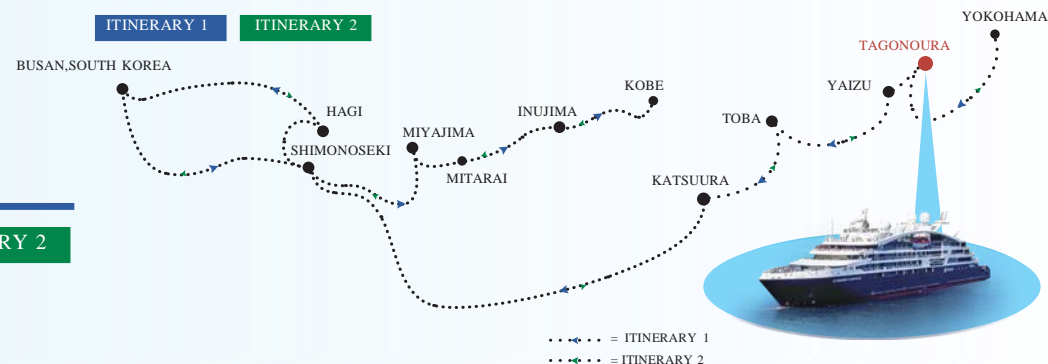 ITINERARY 1
ITINERARY 2
YOKOHAMA
TAGONOURA
BUSAN,SOUTH KOREA
KOBE
YAIZU
HAGI
INUJIMA
TOBA
MIYAJIMA
SHIMONOSEKI
MITARAI
KATSUURA
RY 2
= ITINERARY 1
= ITINERARY 2